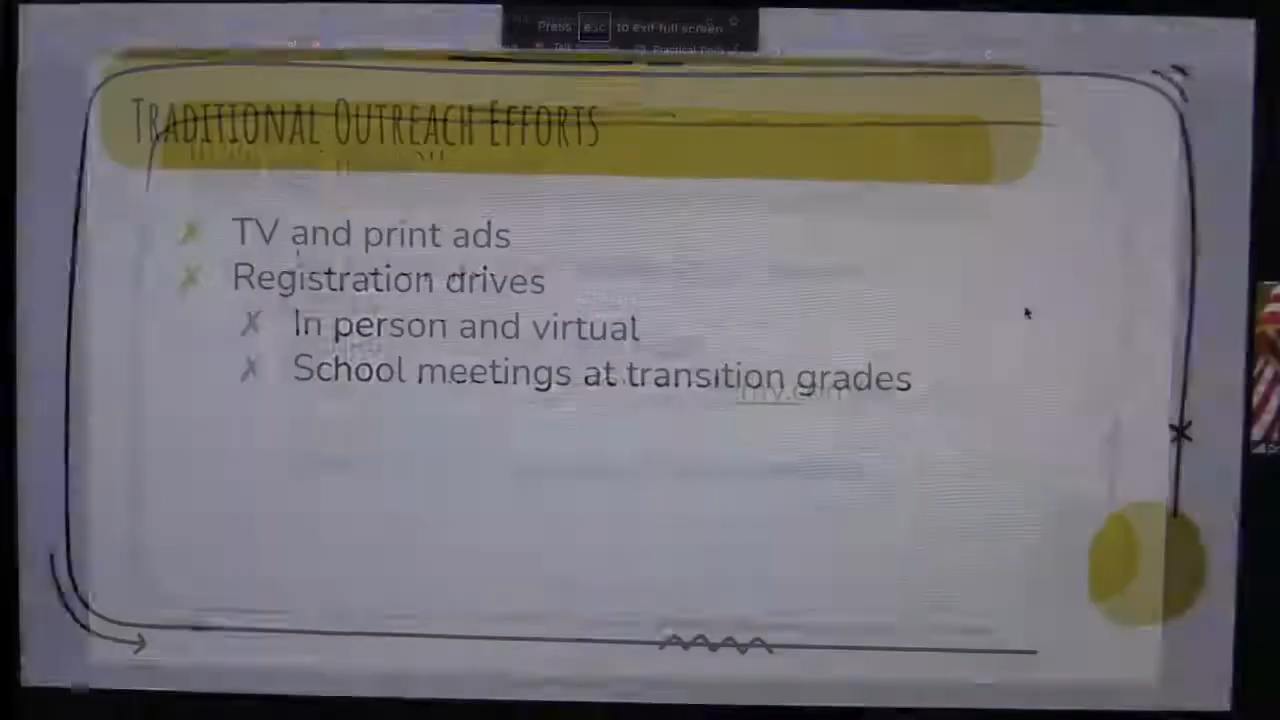 Press esc to exit full screen
TRADITIONAL OUTREACH EFFORTS
TV and print ads
Registration drives
In person and virtual
School meetings at transition grades